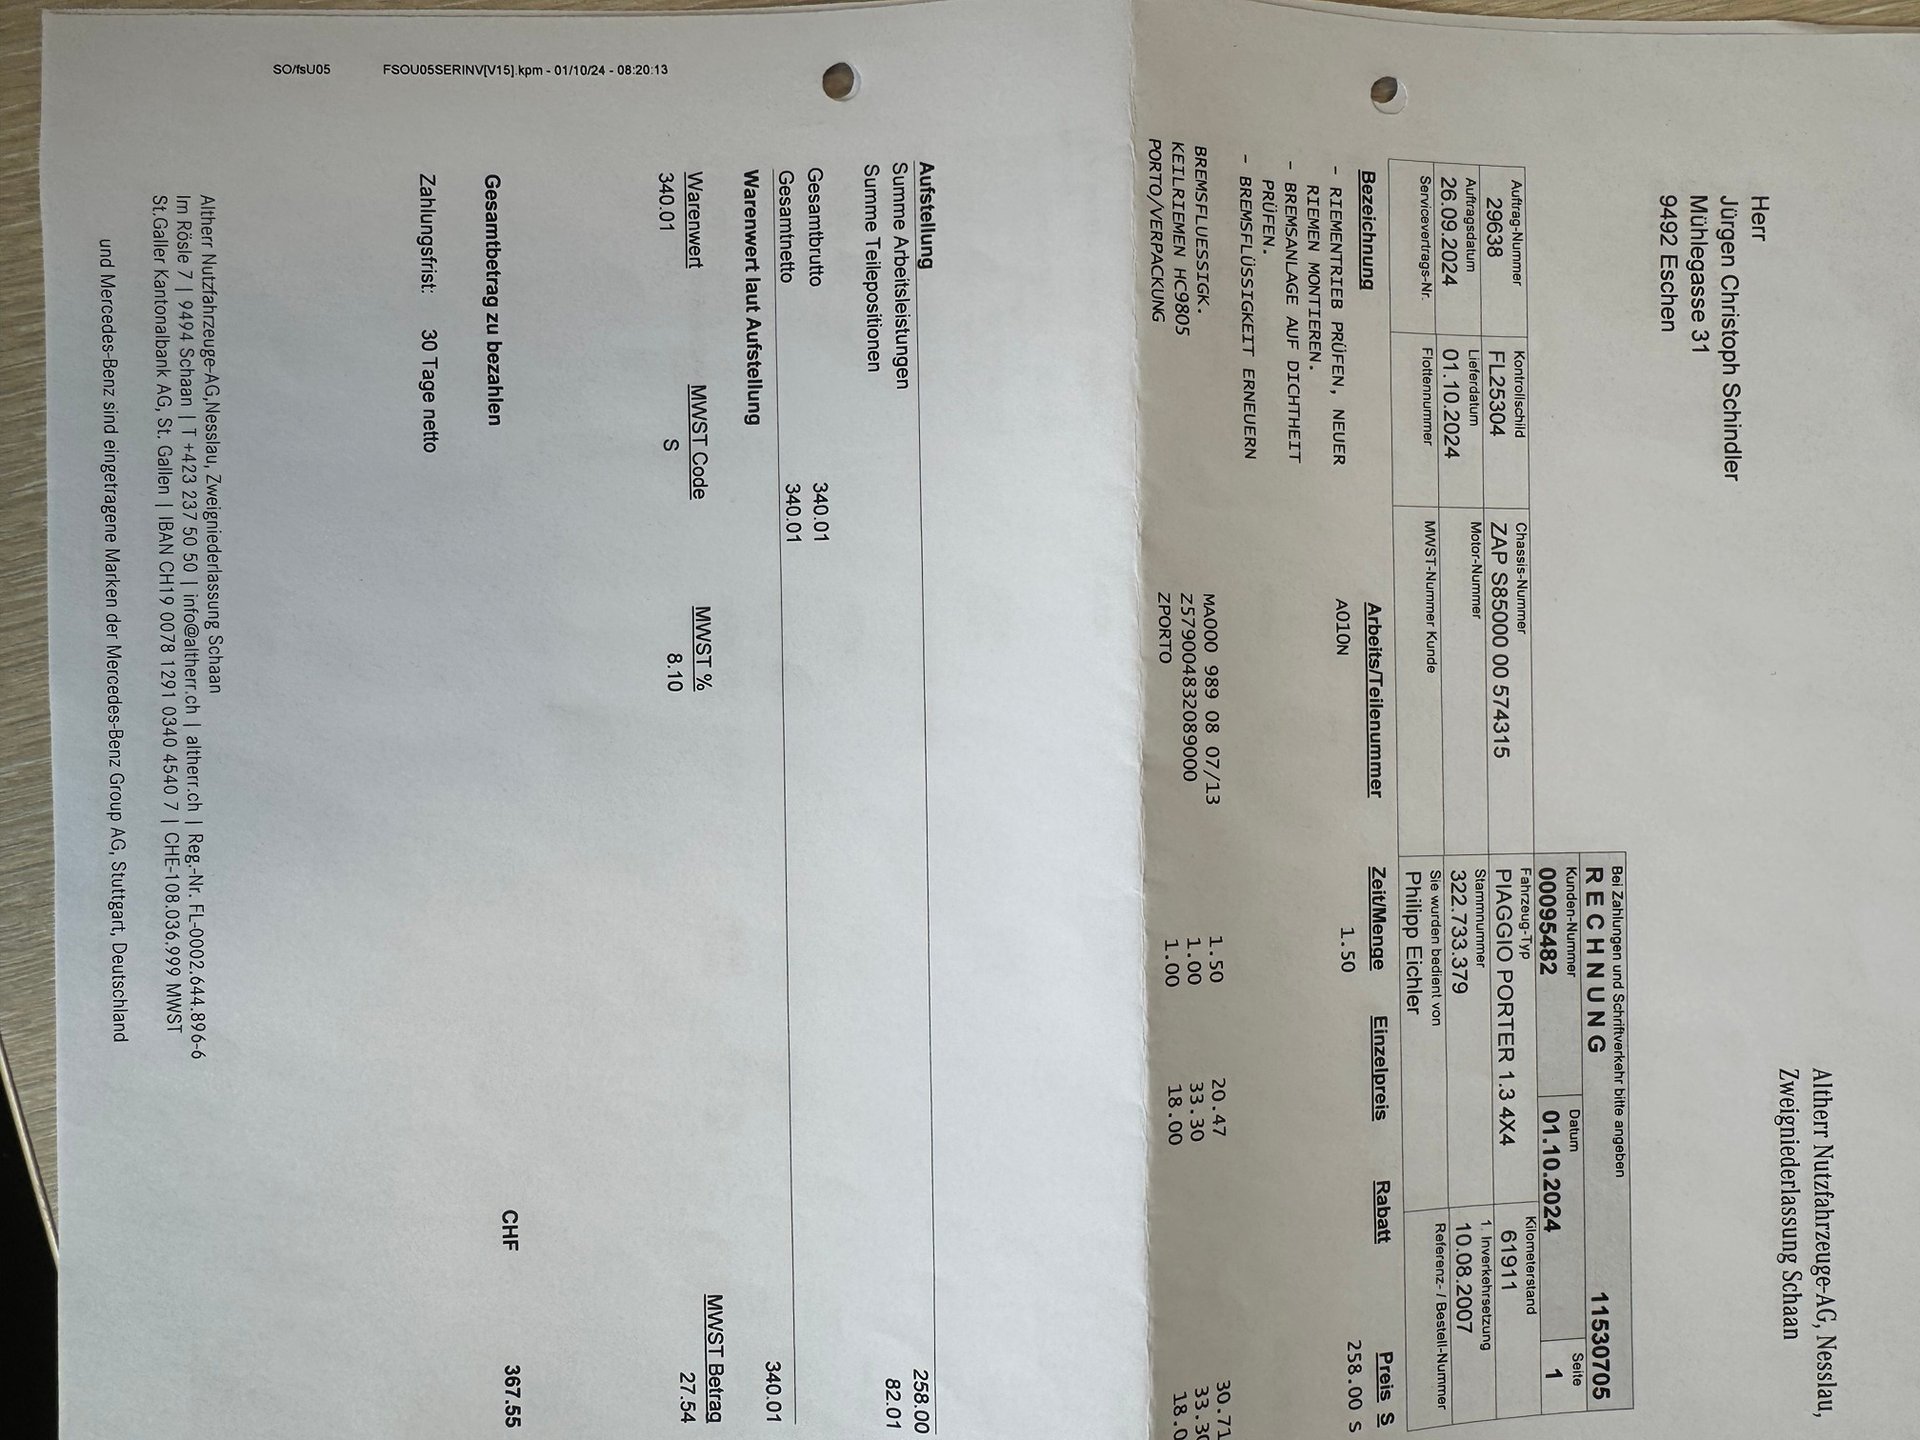 Altherr Nutzfahrzeuge-AG, Nesslau,
Zweigniederlassung Schaan
Herr
Jürgen Christoph Schindler
Mühlegasse 31
9492 Eschen
Bei Zahlungen und Schriftverkehr bitte angeben
RECHNUNG 11530705
Kunden-Nummer Datum Seite
00095482 01.10.2024 1
Auftrag-Nummer Kontrollschild Chassis-Nummer Fahrzeug-Typ Kilometerstand
29638 FL25304 ZAP S85000 00 574315 PIAGGIO PORTER 1.3 4X4 61911
Auftragsdatum Lieferdatum Motor-Nummer Stammnummer 1. Inverkehrsetzung
26.09.2024 01.10.2024 322.733.379 10.08.2007
Servicevertrags-Nr. Flottennummer MWST-Nummer Kunde Sie wurden bedient von Referenz- / Bestell-Nummer
Philipp Eichler
Bezeichnung Arbeits/Teilenummer Zeit/Menge Einzelpreis Rabatt Preis S
- RIEMENTRIEB PRÜFEN, NEUER A010N 1.50 258.00 S
RIEMEN MONTIEREN.
- BREMSANLAGE AUF DICHTHEIT
PRÜFEN.
- BREMSFLÜSSIGKEIT ERNEUERN
BREMSFLUESSIGK. MA000 989 08 07/13 1.50 20.47 30.71
KEILRIEMEN HC9805 Z579004832089000 1.00 33.30 33.30
PORTO/VERPACKUNG ZPORTO 1.00 18.00 18.0
Aufstellung
Summe Arbeitsleistungen 258.00
Summe Teilepositionen 82.01
Gesamtbrutto 340.01
Gesamtnetto 340.01
Warenwert laut Aufstellung 340.01
Warenwert MWST Code MWST % MWST Betrag
340.01 S 8.10 27.54
Gesamtbetrag zu bezahlen CHF 367.55
Zahlungsfrist: 30 Tage netto
SO/fsU05 FSOU05SERINV[V15].kpm - 01/10/24 - 08:20:13
Altherr Nutzfahrzeuge-AG,Nesslau, Zweigniederlassung Schaan
Im Rösle 7 | 9494 Schaan | T +423 237 50 50 | info@altherr.ch | altherr.ch | Reg.-Nr. FL-0002.644.896-6
St.Galler Kantonalbank AG, St. Gallen | IBAN CH19 0078 1291 0340 4540 7 | CHE-108.036.999 MWST
und Mercedes-Benz sind eingetragene Marken der Mercedes-Benz Group AG, Stuttgart, Deutschland